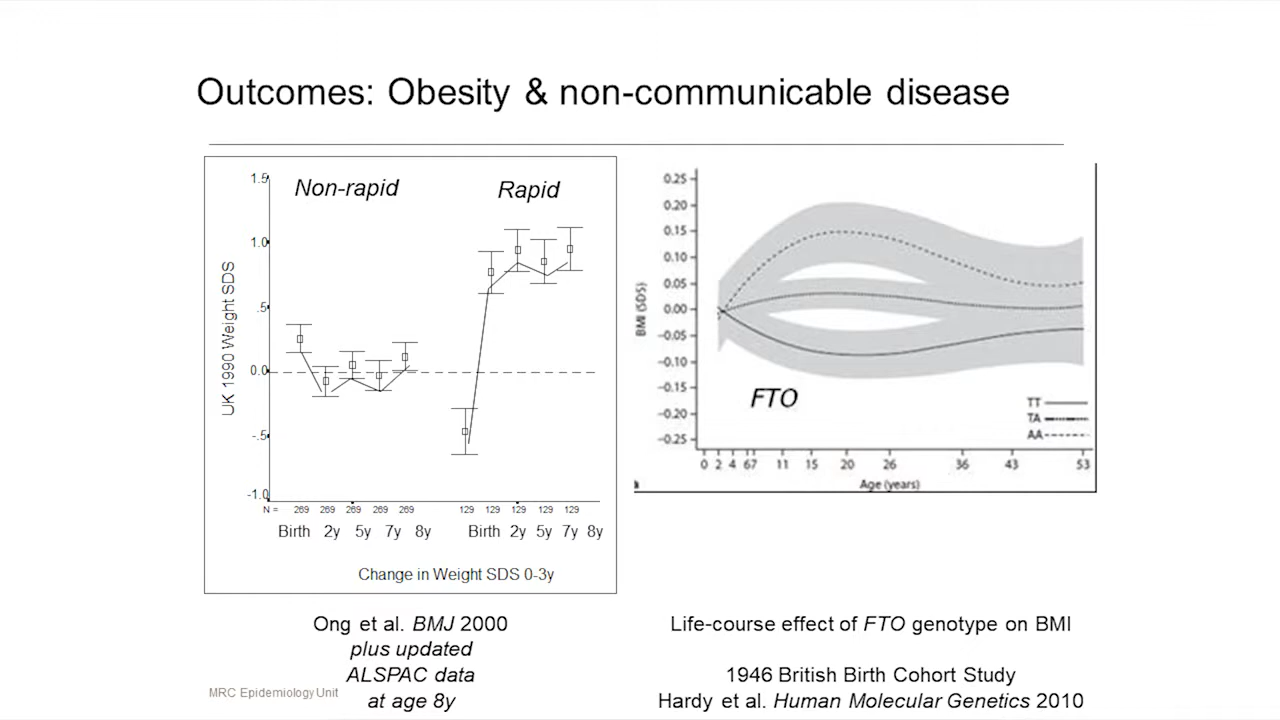 Outcomes: Obesity & non-communicable disease
Non-rapid
Rapid
UK 1990 Weight SDS
1.5
1.0
.5
0.0
-.5
-1.0
N = 269 269 269 269 269 129 129 129 129 129
Birth 2y 5y 7y 8y Birth 2y 5y 7y 8y
Change in Weight SDS 0-3y
Ong et al. BMJ 2000
plus updated
ALSPAC data
at age 8y
BMI (SDS)
0.25
0.20
0.15
0.10
0.05
0.00
-0.05
-0.10
-0.15
-0.20
-0.25
FTO
TT
TA
AA
0 2 4 6 7 11 15 20 26 36 43 53
Age (years)
Life-course effect of FTO genotype on BMI
1946 British Birth Cohort Study
Hardy et al. Human Molecular Genetics 2010
MRC Epidemiology Unit